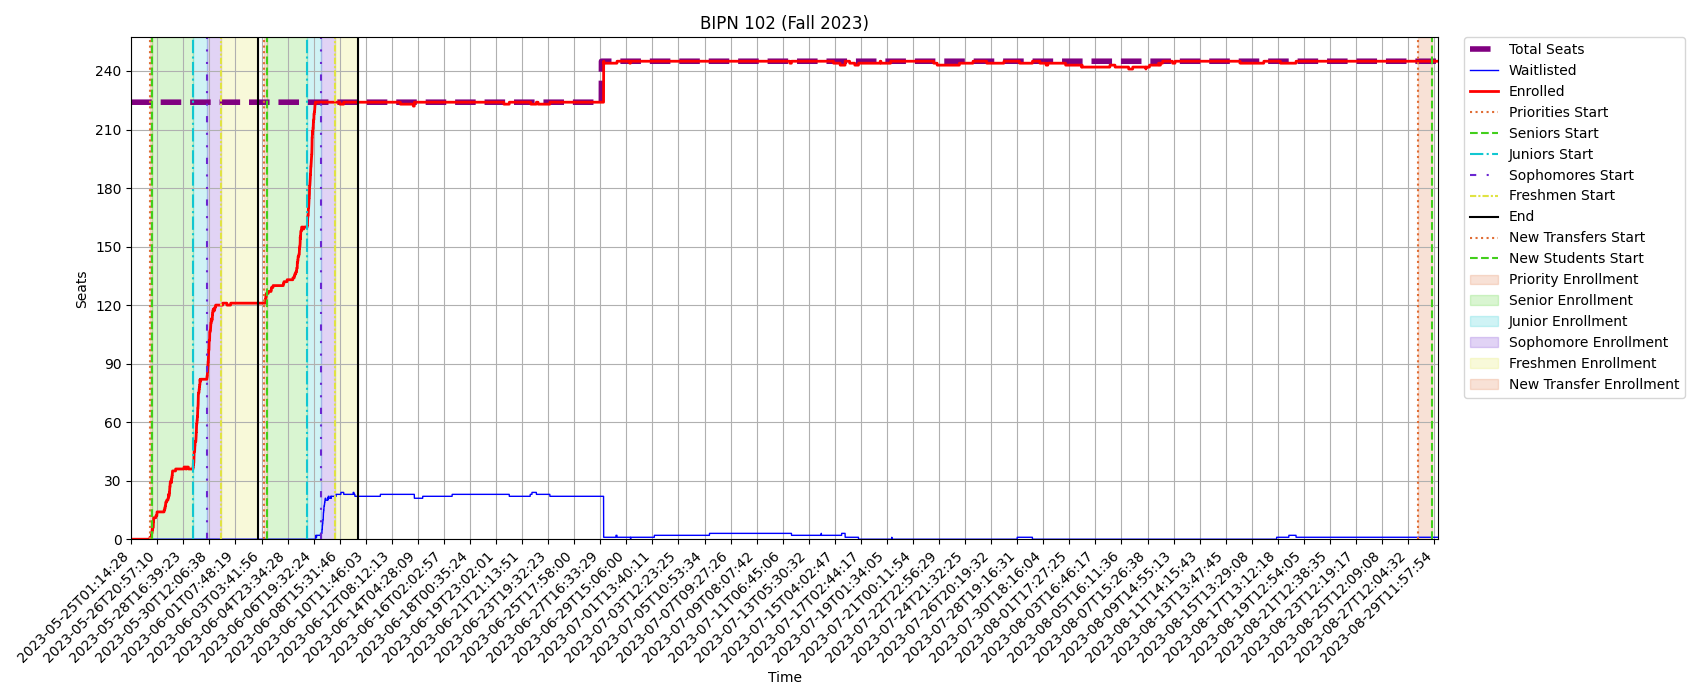 BIPN 102 (Fall 2023)
Seats
240
210
180
150
120
90
60
30
0
2023-05-25T01:14:28
2023-05-26T20:57:10
2023-05-28T16:39:23
2023-05-30T12:06:38
2023-06-01T07:48:19
2023-06-03T03:41:56
2023-06-04T23:34:28
2023-06-06T19:32:24
2023-06-08T15:31:46
2023-06-10T11:46:03
2023-06-12T08:12:13
2023-06-14T04:28:09
2023-06-16T02:02:57
2023-06-18T00:35:24
2023-06-19T23:02:01
2023-06-21T21:13:51
2023-06-23T19:32:23
2023-06-25T17:58:00
2023-06-27T16:33:29
2023-06-29T15:06:00
2023-07-01T13:40:11
2023-07-03T12:23:25
2023-07-05T10:53:34
2023-07-07T09:27:26
2023-07-09T08:07:42
2023-07-11T06:45:06
2023-07-13T05:30:32
2023-07-15T04:02:47
2023-07-17T02:44:17
2023-07-19T01:34:05
2023-07-21T00:11:54
2023-07-22T22:56:29
2023-07-24T21:32:25
2023-07-26T20:19:32
2023-07-28T19:16:31
2023-07-30T18:16:04
2023-08-01T17:27:25
2023-08-03T16:46:17
2023-08-05T16:11:36
2023-08-07T15:26:38
2023-08-09T14:55:13
2023-08-11T14:15:43
2023-08-13T13:47:45
2023-08-15T13:29:08
2023-08-17T13:12:18
2023-08-19T12:54:05
2023-08-21T12:38:35
2023-08-23T12:19:17
2023-08-25T12:09:08
2023-08-27T12:04:32
2023-08-29T11:57:54
Time
Total Seats
Waitlisted
Enrolled
Priorities Start
Seniors Start
Juniors Start
Sophomores Start
Freshmen Start
End
New Transfers Start
New Students Start
Priority Enrollment
Senior Enrollment
Junior Enrollment
Sophomore Enrollment
Freshmen Enrollment
New Transfer Enrollment